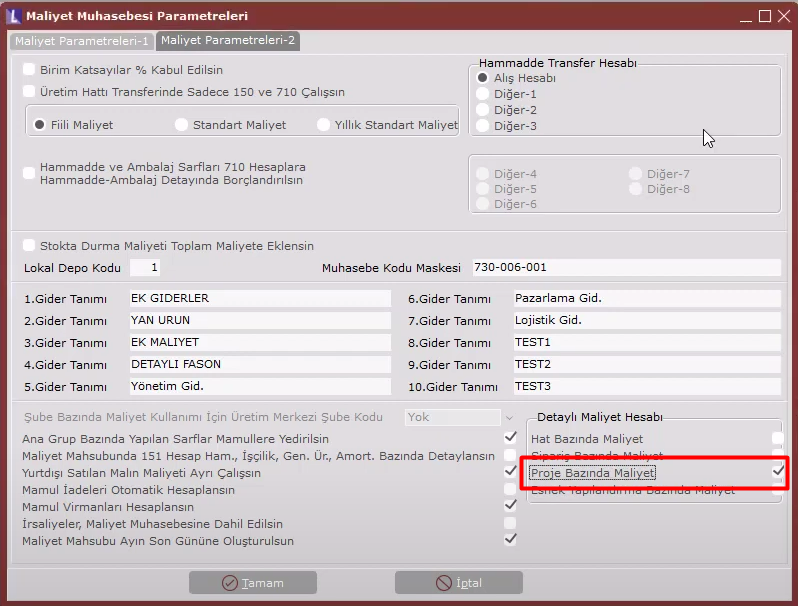 Maliyet Muhasebesi Parametreleri
Maliyet Parametreleri-1 Maliyet Parametreleri-2
Birim Katsayılar % Kabul Edilsin
Üretim Hattı Transferinde Sadece 150 ve 710 Çalışsın
Fiili Maliyet Standart Maliyet Yıllık Standart Maliyet
Hammadde ve Ambalaj Sarfları 710 Hesaplara
Hammadde-Ambalaj Detayında Borçlandırılsın
Hammadde Transfer Hesabı
Alış Hesabı
Diğer-1
Diğer-2
Diğer-3
Diğer-4 Diğer-7
Diğer-5 Diğer-8
Diğer-6
Stokta Durma Maliyeti Toplam Maliyete Eklensin
Lokal Depo Kodu 1 Muhasebe Kodu Maskesi 730-006-001
1.Gider Tanımı EK GIDERLER 6.Gider Tanımı Pazarlama Gid.
2.Gider Tanımı YAN URUN 7.Gider Tanımı Lojistik Gid.
3.Gider Tanımı EK MALIYET 8.Gider Tanımı TEST1
4.Gider Tanımı DETAYLI FASON 9.Gider Tanımı TEST2
5.Gider Tanımı Yönetim Gid. 10.Gider Tanımı TEST3
Şube Bazında Maliyet Kullanımı İçin Üretim Merkezi Şube Kodu Yok
Ana Grup Bazında Yapılan Sarflar Mamullere Yedirilsin
Maliyet Mahsubunda 151 Hesap Ham., İşçilik, Gen. Ür., Amort. Bazında Detaylansın
Yurtdışı Satılan Malın Maliyeti Ayrı Çalışsın
Mamul İadeleri Otomatik Hesaplansın
Mamul Virmanları Hesaplansın
İrsaliyeler, Maliyet Muhasebesine Dahil Edilsin
Maliyet Mahsubu Ayın Son Gününe Oluşturulsun
Detaylı Maliyet Hesabı
Hat Bazında Maliyet
Sipariş Bazında Maliyet
Proje Bazında Maliyet
Esnek Yapılandırma Bazında Maliyet
Tamam İptal